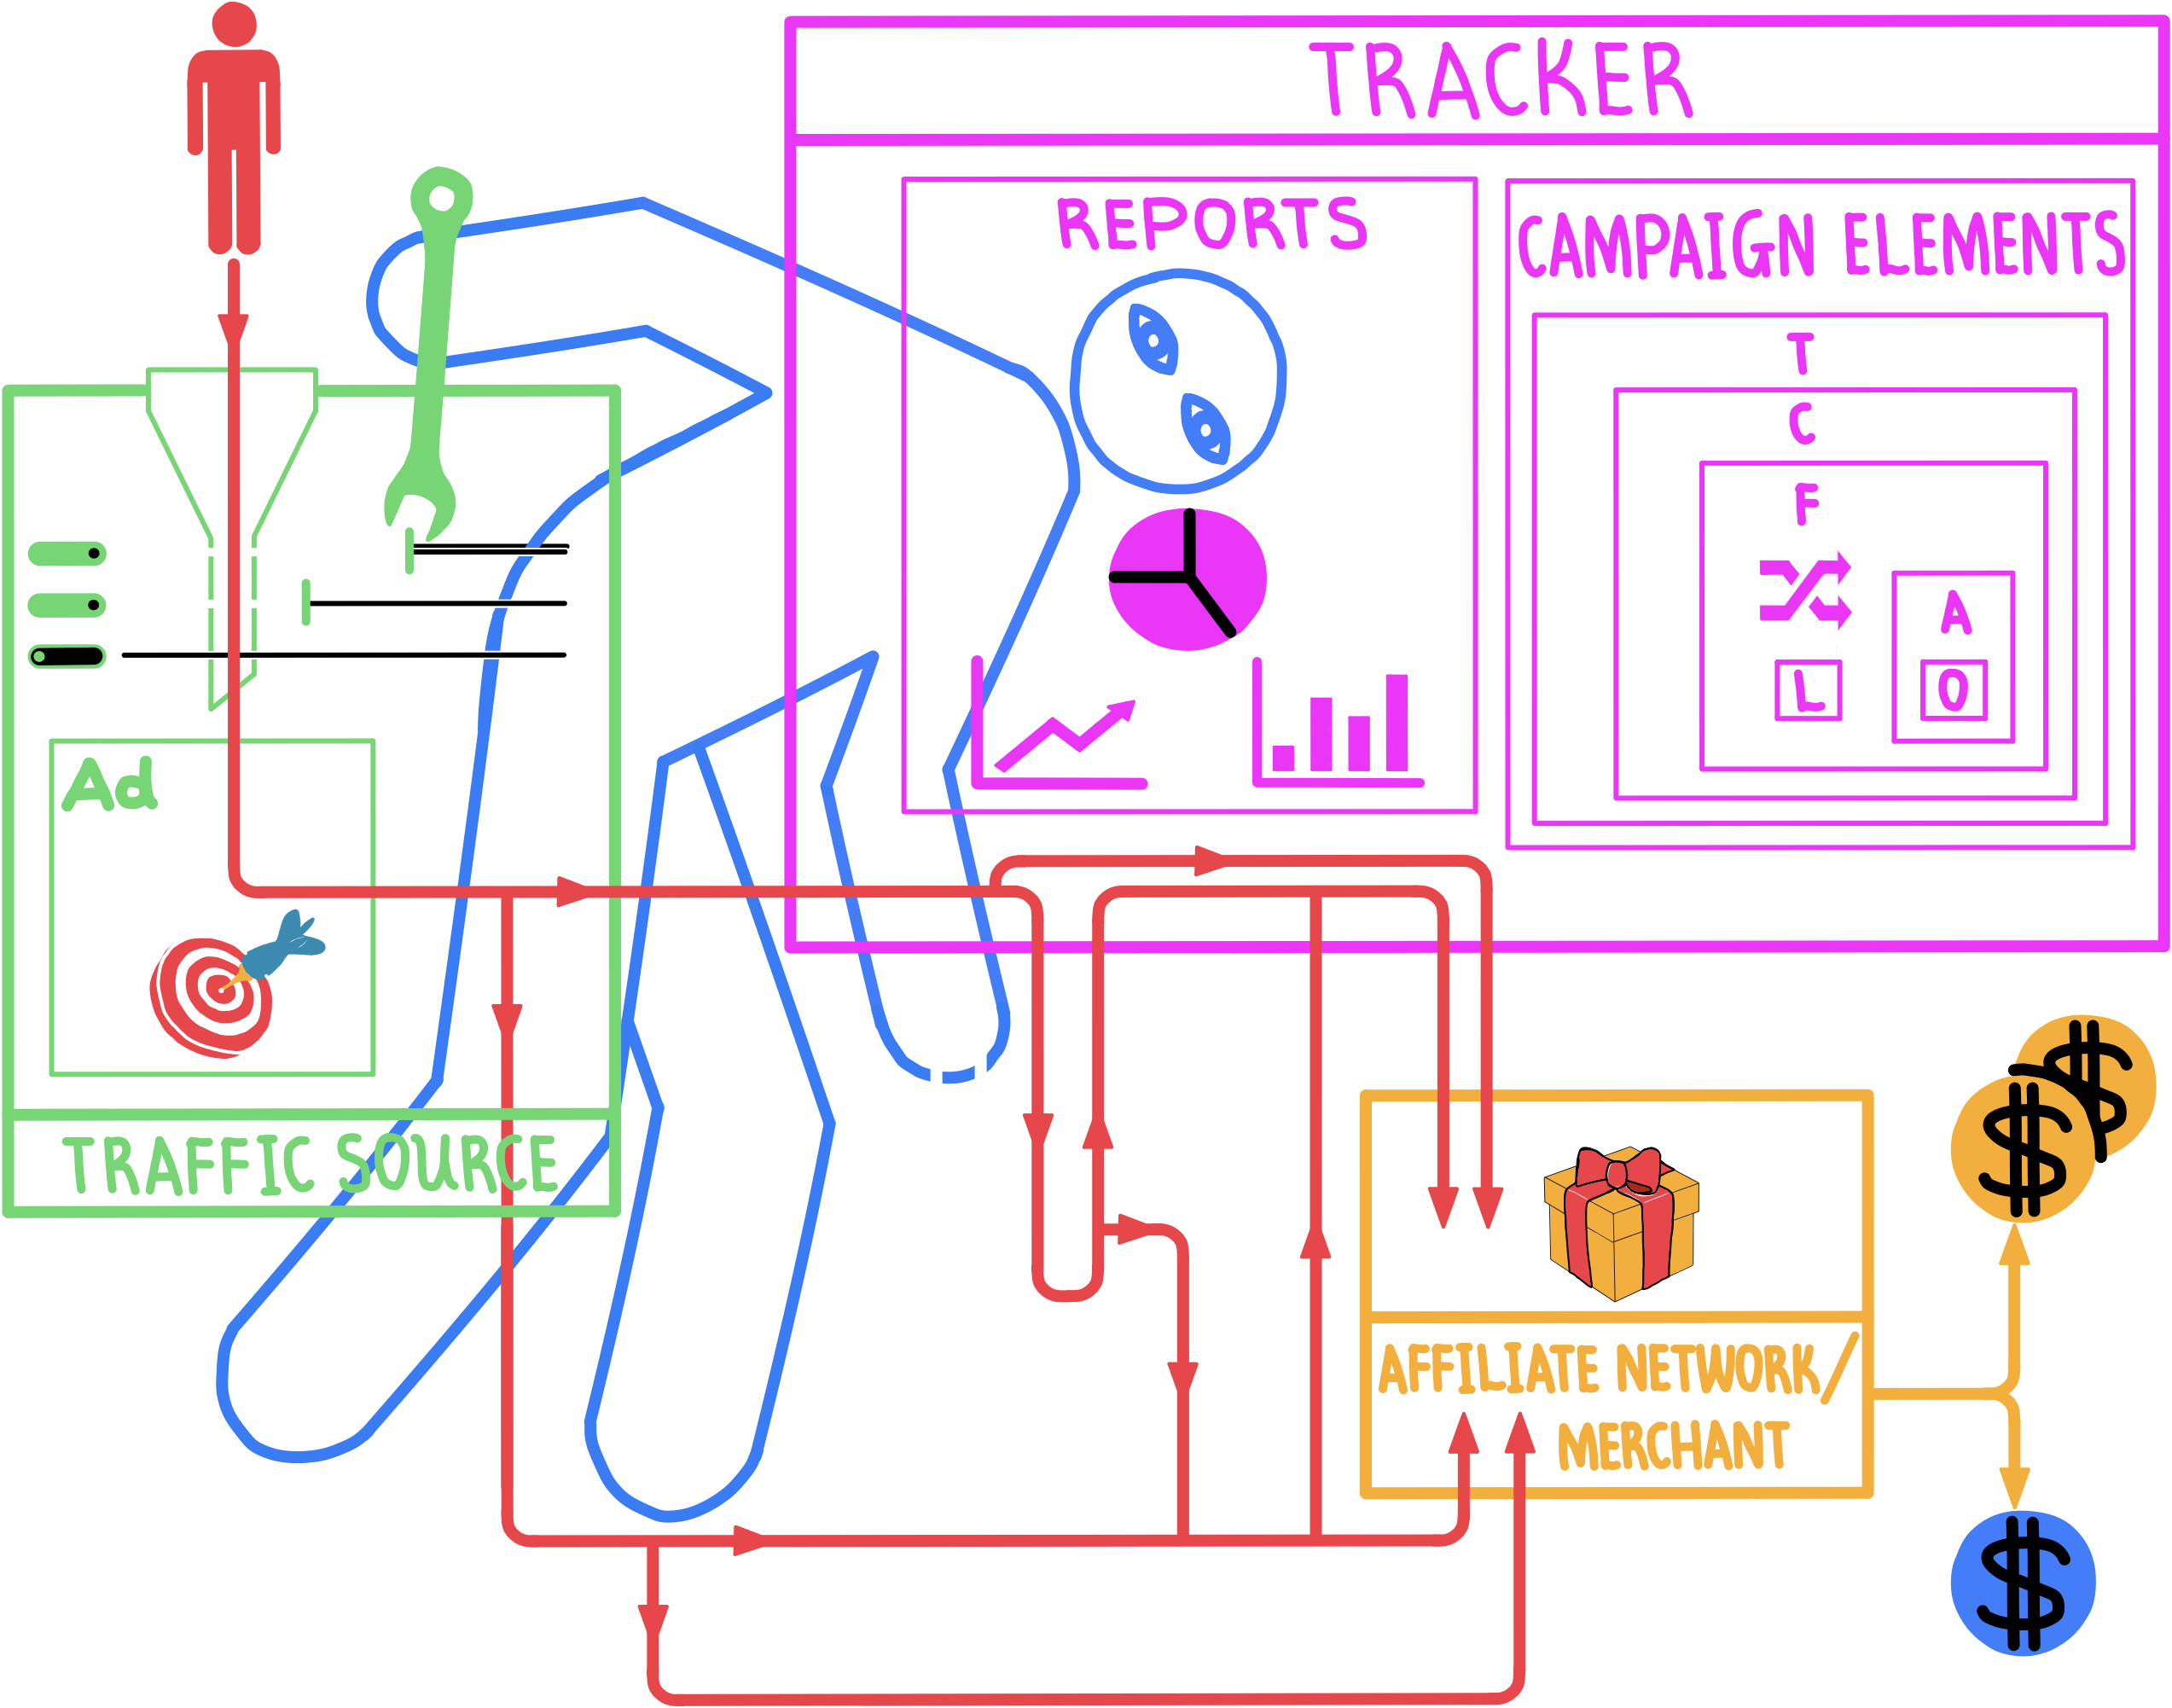 TRACKER
REPORTS
CAMPAIGN ELEMENTS
T
C
F
A
L
O
Ad
TRAFFIC SOURCE
AFFILIATE NETWORK/
MERCHANT
$
$
$